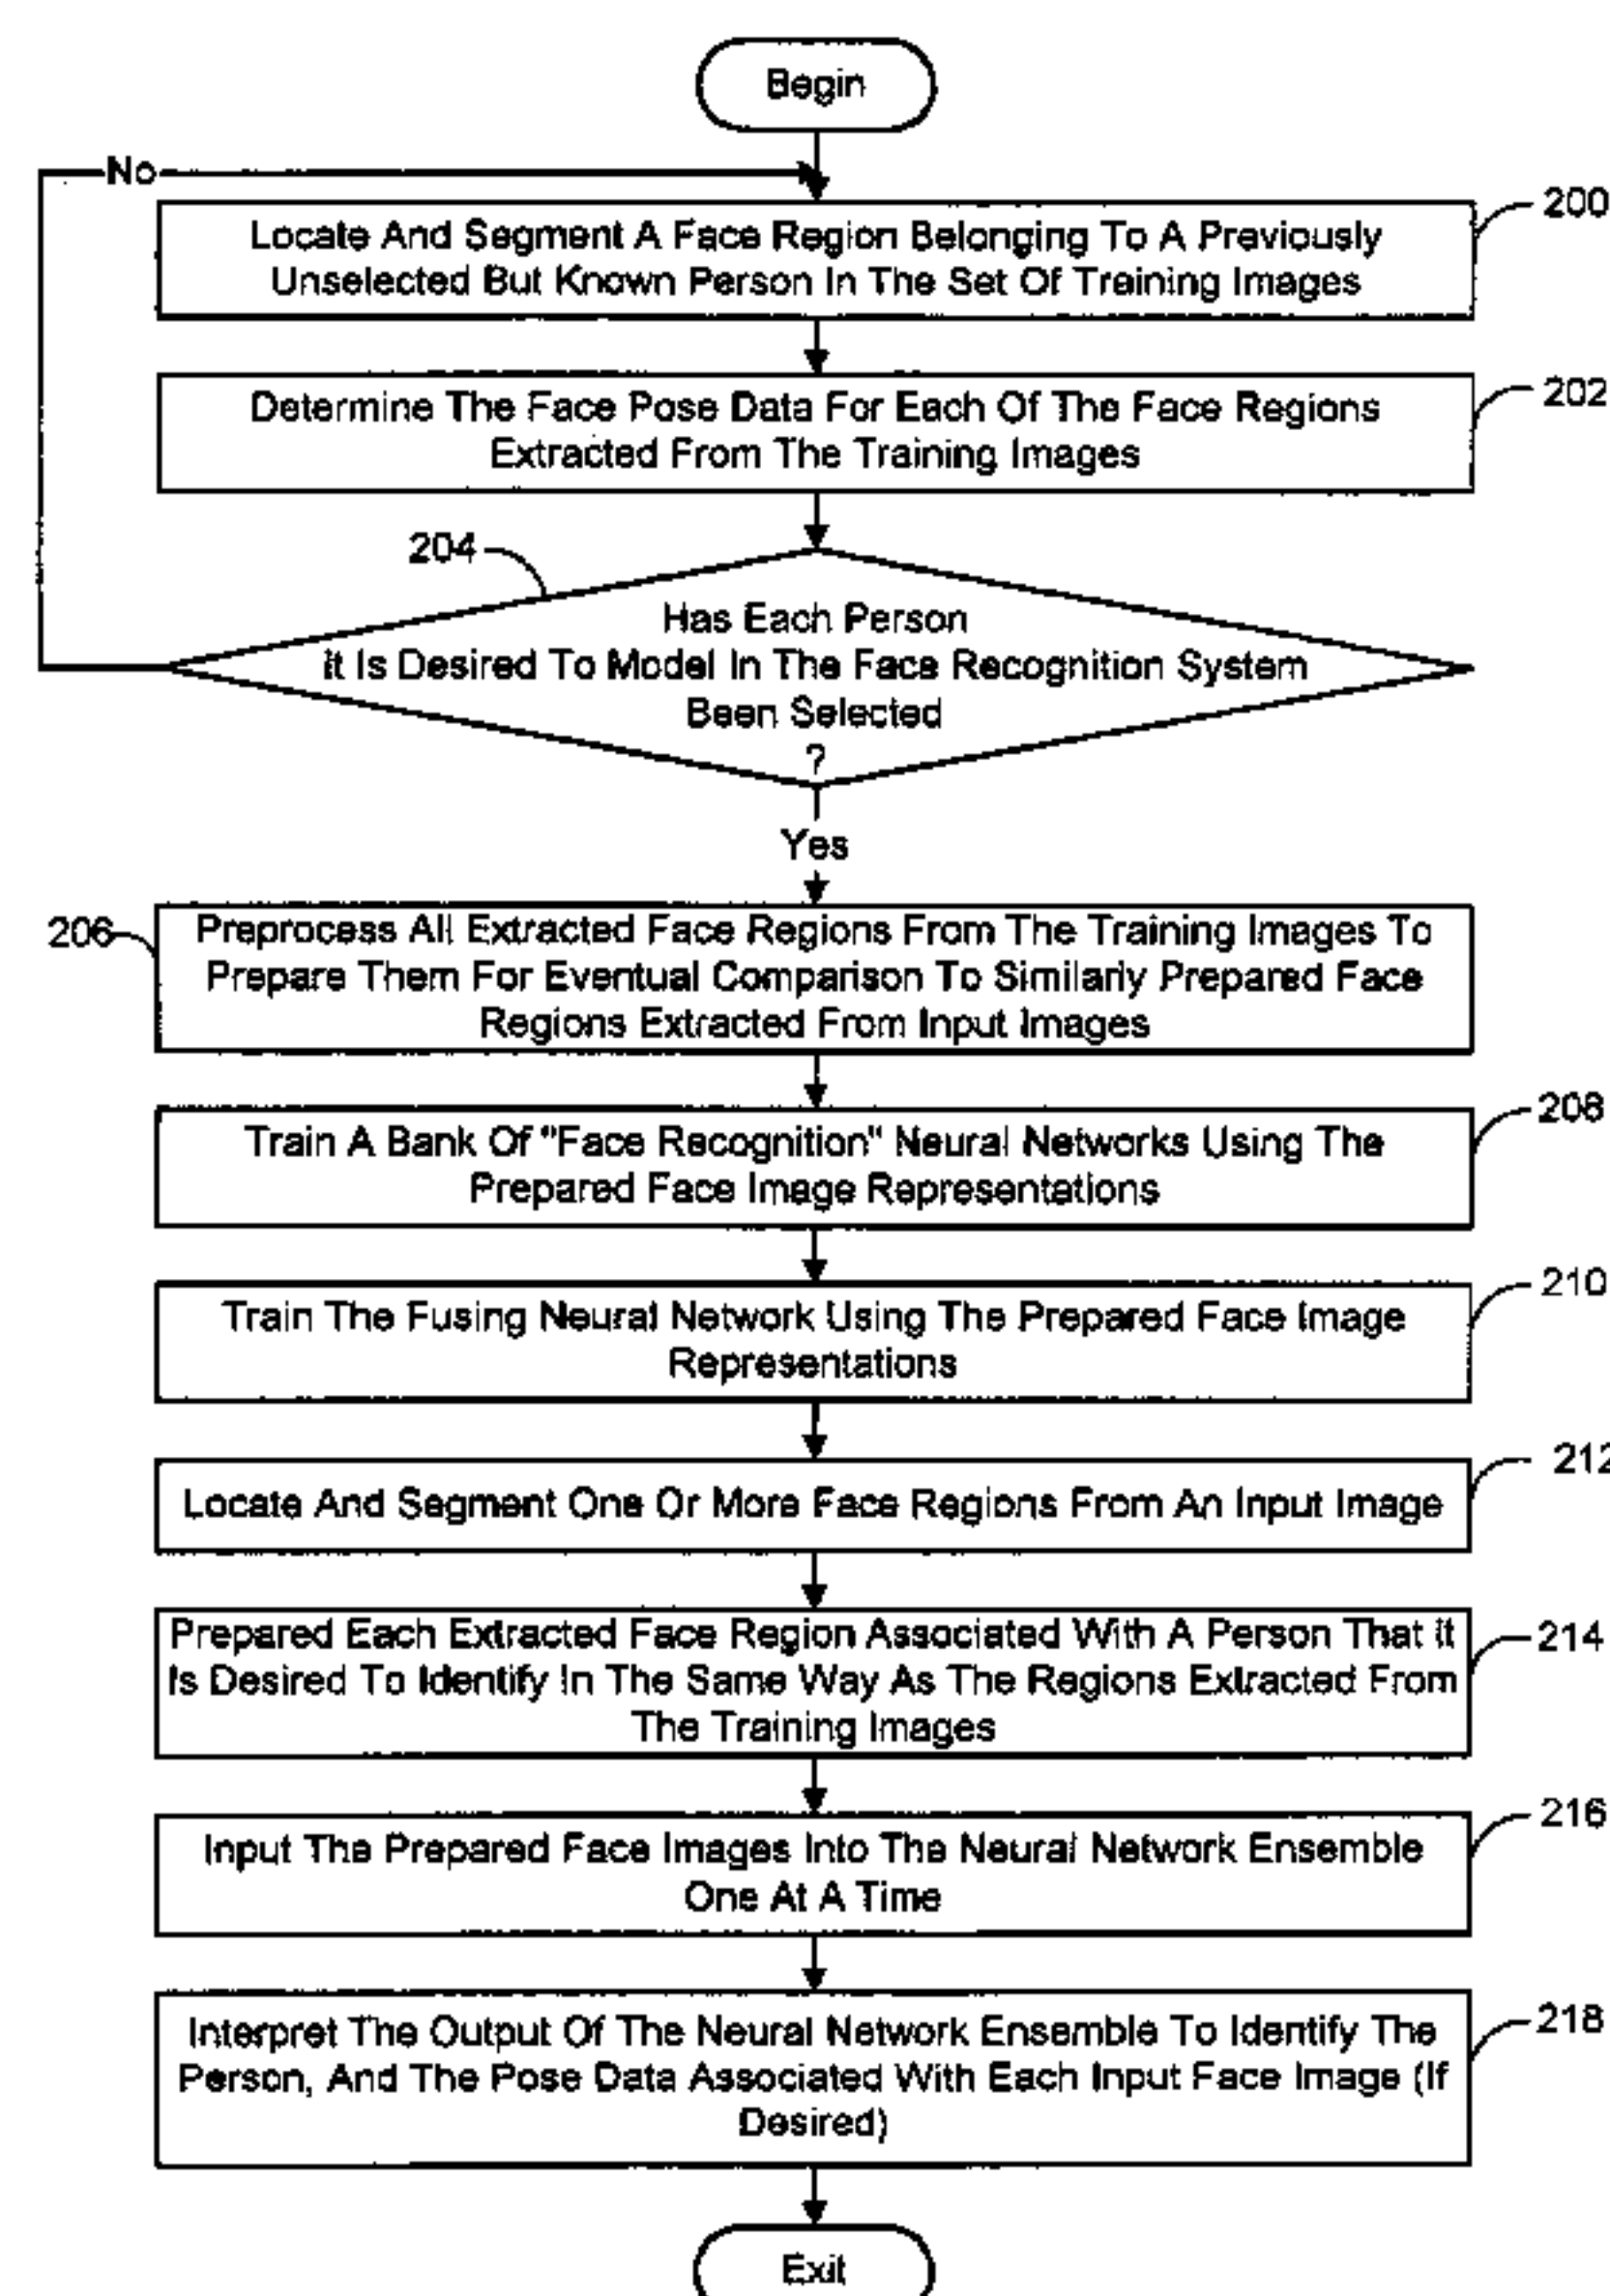 Begin
No
200
Locate And Segment A Face Region Belonging To A Previously
Unselected But Known Person In The Set Of Training Images
202
Determine The Face Pose Data For Each Of The Face Regions
Extracted From The Training Images
204
Has Each Person
it Is Desired To Model In The Face Recognition System
Been Selected
?
Yes
206
Preprocess All Extracted Face Regions From The Training Images To
Prepare Them For Eventual Comparison To Similarly Prepared Face
Regions Extracted From Input Images
208
Train A Bank Of "Face Recognition" Neural Networks Using The
Prepared Face Image Representations
210
Train The Fusing Neural Network Using The Prepared Face Image
Representations
212
Locate And Segment One Or More Face Regions From An Input Image
214
Prepared Each Extracted Face Region Associated With A Person That it
Is Desired To Identify In The Same Way As The Regions Extracted From
The Training Images
216
Input The Prepared Face Images Into The Neural Network Ensemble
One At A Time
218
Interpret The Output Of The Neural Network Ensemble To Identify The
Person, And The Pose Data Associated With Each Input Face Image (If
Desired)
Exit